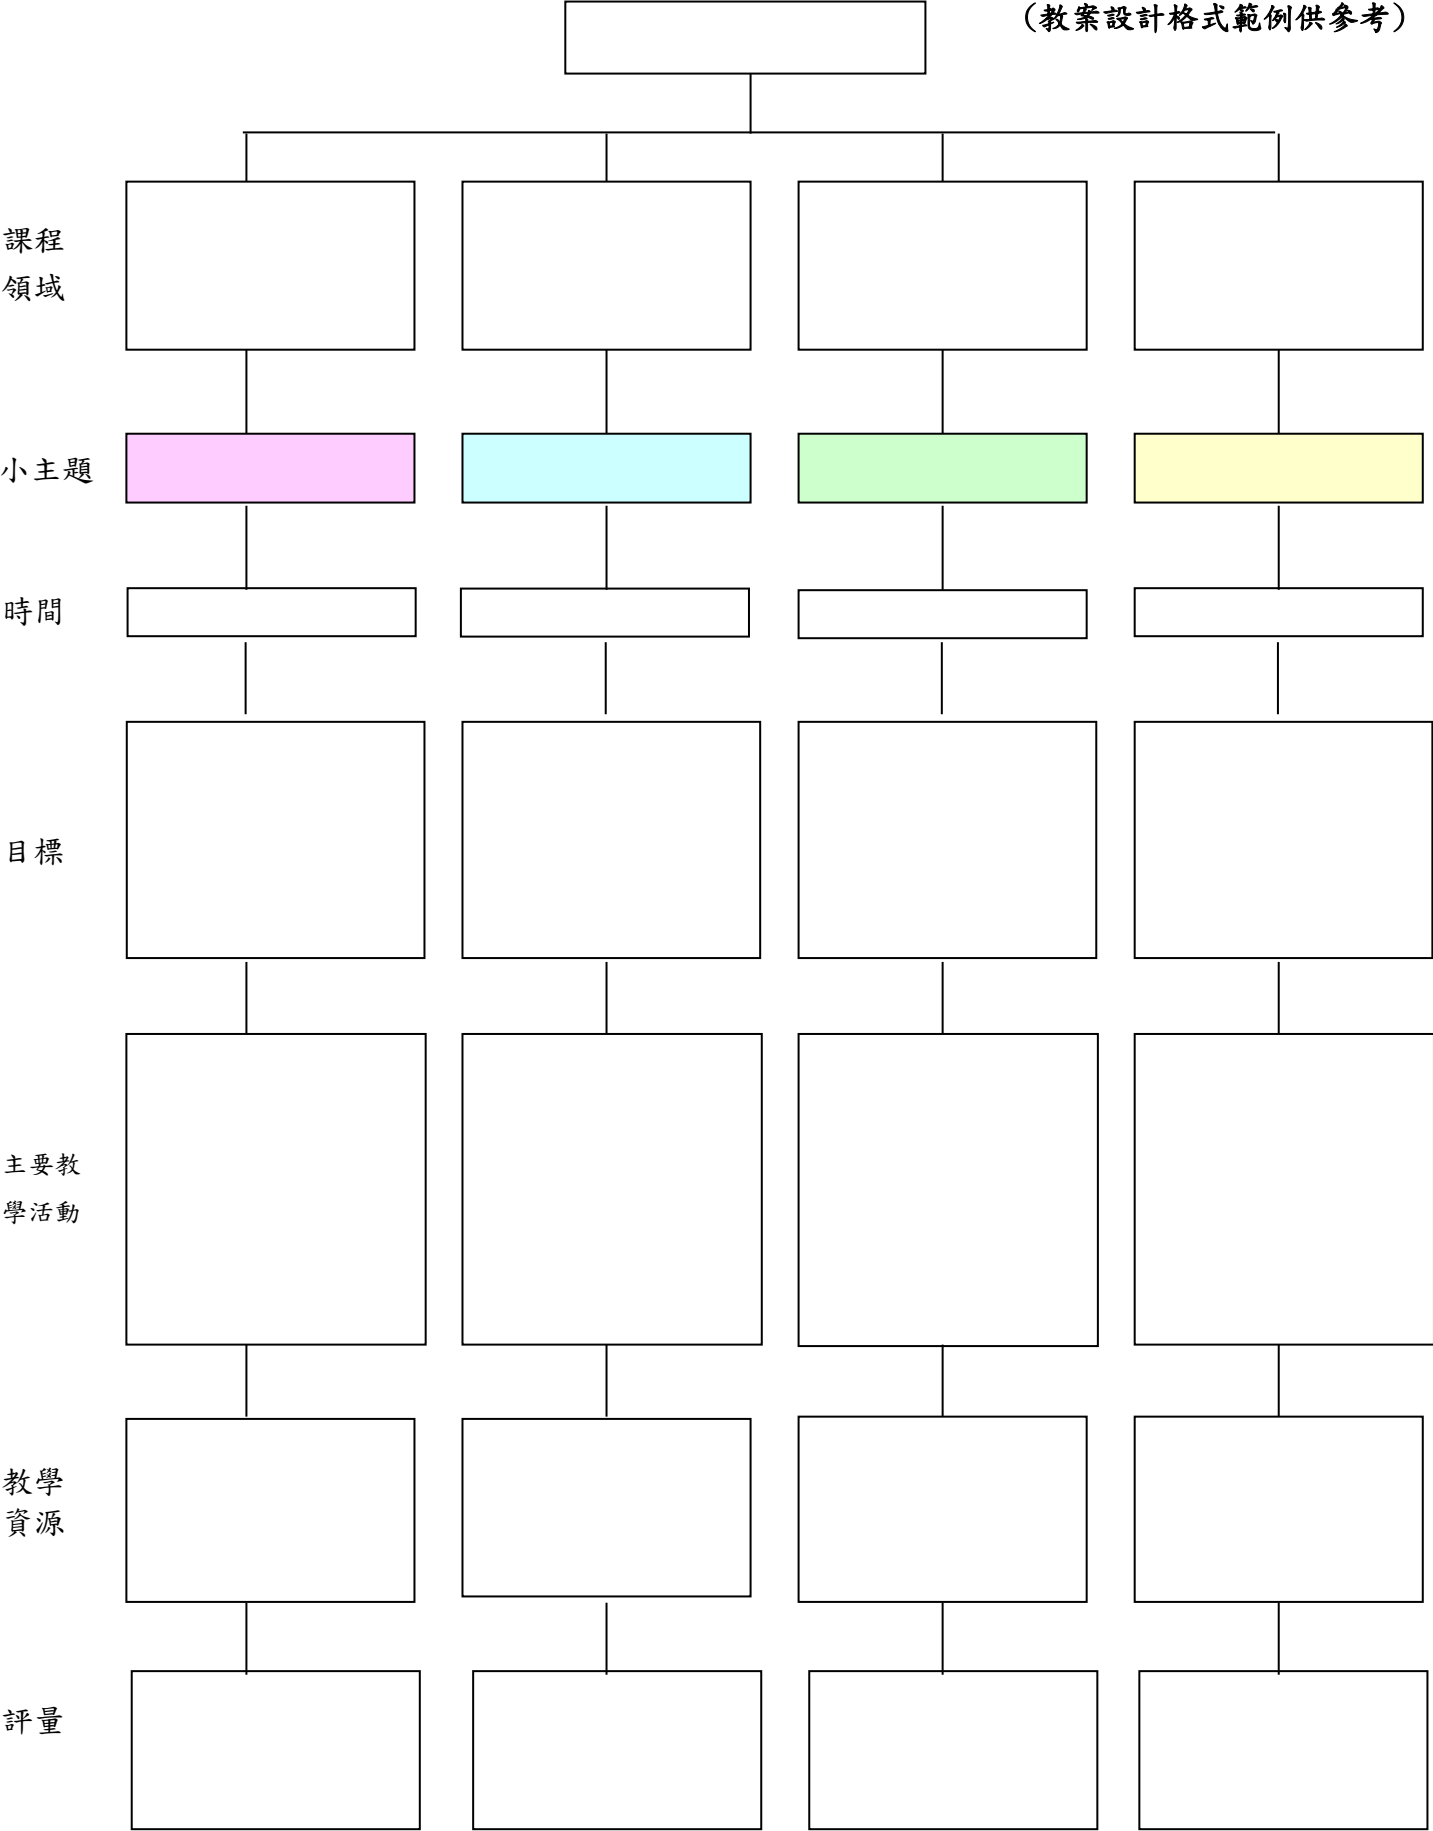 （教案設計格式範例供參考）
課程
領域
小主題
時間
目標
主要教
學活動
教學
資源
評量